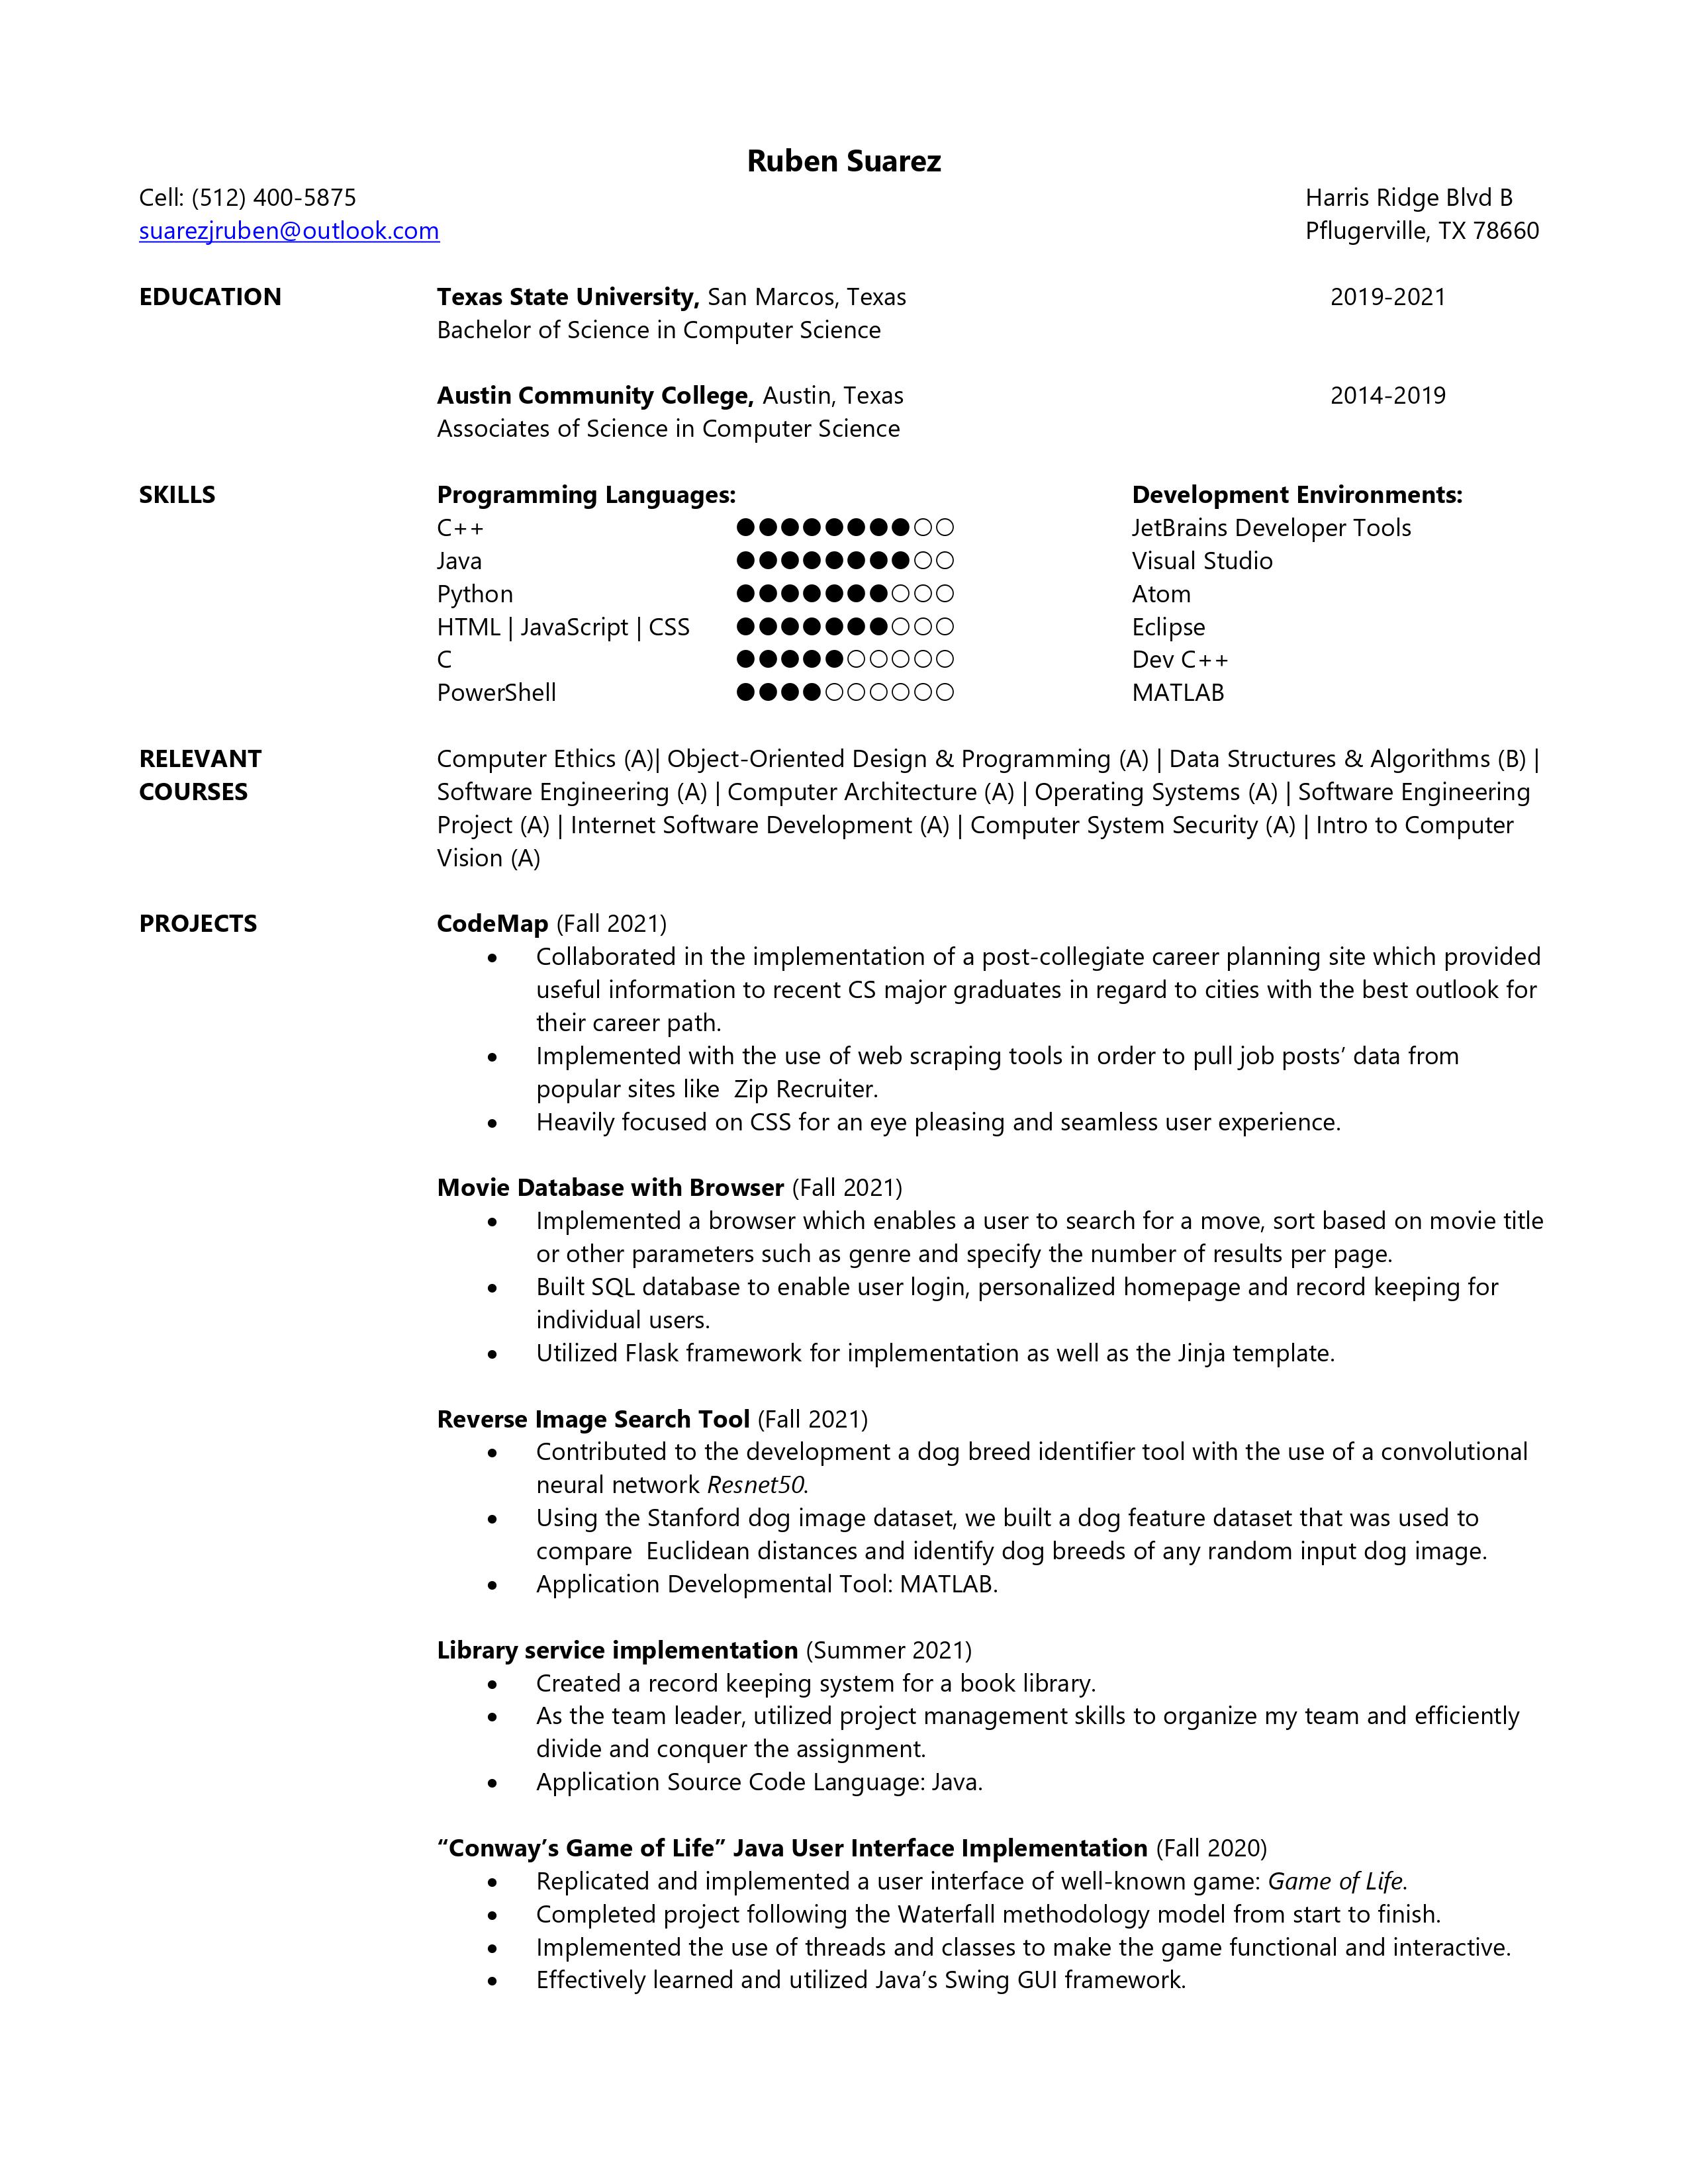 Ruben Suarez
Cell: (512) 400-5875 Harris Ridge Blvd B
suarezjruben@outlook.com Pflugerville, TX 78660
EDUCATION Texas State University, San Marcos, Texas 2019-2021
Bachelor of Science in Computer Science
Austin Community College, Austin, Texas 2014-2019
Associates of Science in Computer Science
SKILLS Programming Languages: Development Environments:
C++ ●●●●●●●●○○ JetBrains Developer Tools
Java ●●●●●●●●○○ Visual Studio
Python ●●●●●●●○○○ Atom
HTML | JavaScript | CSS ●●●●●●●○○○ Eclipse
C ●●●●●○○○○○ Dev C++
PowerShell ●●●●○○○○○○ MATLAB
RELEVANT Computer Ethics (A)| Object-Oriented Design & Programming (A) | Data Structures & Algorithms (B) |
COURSES Software Engineering (A) | Computer Architecture (A) | Operating Systems (A) | Software Engineering
Project (A) | Internet Software Development (A) | Computer System Security (A) | Intro to Computer
Vision (A)
PROJECTS CodeMap (Fall 2021)
• Collaborated in the implementation of a post-collegiate career planning site which provided
useful information to recent CS major graduates in regard to cities with the best outlook for
their career path.
• Implemented with the use of web scraping tools in order to pull job posts’ data from
popular sites like  Zip Recruiter.
• Heavily focused on CSS for an eye pleasing and seamless user experience.
Movie Database with Browser (Fall 2021)
• Implemented a browser which enables a user to search for a move, sort based on movie title
or other parameters such as genre and specify the number of results per page.
• Built SQL database to enable user login, personalized homepage and record keeping for
individual users.
• Utilized Flask framework for implementation as well as the Jinja template.
Reverse Image Search Tool (Fall 2021)
• Contributed to the development a dog breed identifier tool with the use of a convolutional
neural network Resnet50.
• Using the Stanford dog image dataset, we built a dog feature dataset that was used to
compare  Euclidean distances and identify dog breeds of any random input dog image.
• Application Developmental Tool: MATLAB.
Library service implementation (Summer 2021)
• Created a record keeping system for a book library.
• As the team leader, utilized project management skills to organize my team and efficiently
divide and conquer the assignment.
• Application Source Code Language: Java.
“Conway’s Game of Life” Java User Interface Implementation (Fall 2020)
• Replicated and implemented a user interface of well-known game: Game of Life.
• Completed project following the Waterfall methodology model from start to finish.
• Implemented the use of threads and classes to make the game functional and interactive.
• Effectively learned and utilized Java’s Swing GUI framework.